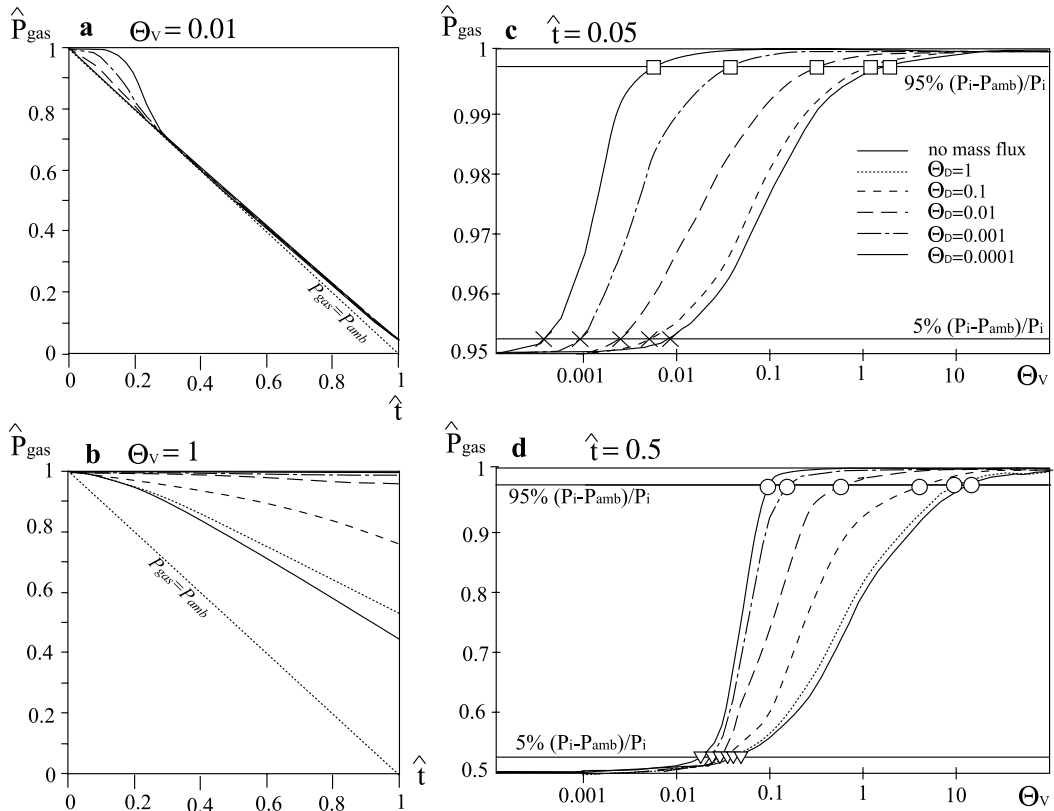 P̂gas
a ΘV = 0.01
1
0.8
0.6
0.4
0.2
0
Pgas=Pamb
0 0.2 0.4 0.6 0.8 1
t̂
P̂gas
b ΘV = 1
1
0.8
0.6
0.4
0.2
0
Pgas=Pamb
0 0.2 0.4 0.6 0.8 1
t̂
P̂gas
c t̂ = 0.05
1
95% (Pi-Pamb)/Pi
0.99
no mass flux
ΘD=1
ΘD=0.1
ΘD=0.01
ΘD=0.001
ΘD=0.0001
0.98
0.97
0.96
5% (Pi-Pamb)/Pi
0.95
0.001 0.01 0.1 1 10 ΘV
P̂gas
d t̂ = 0.5
1
95% (Pi-Pamb)/Pi
0.9
0.8
0.7
0.6
5% (Pi-Pamb)/Pi
0.5
0.001 0.01 0.1 1 10 ΘV